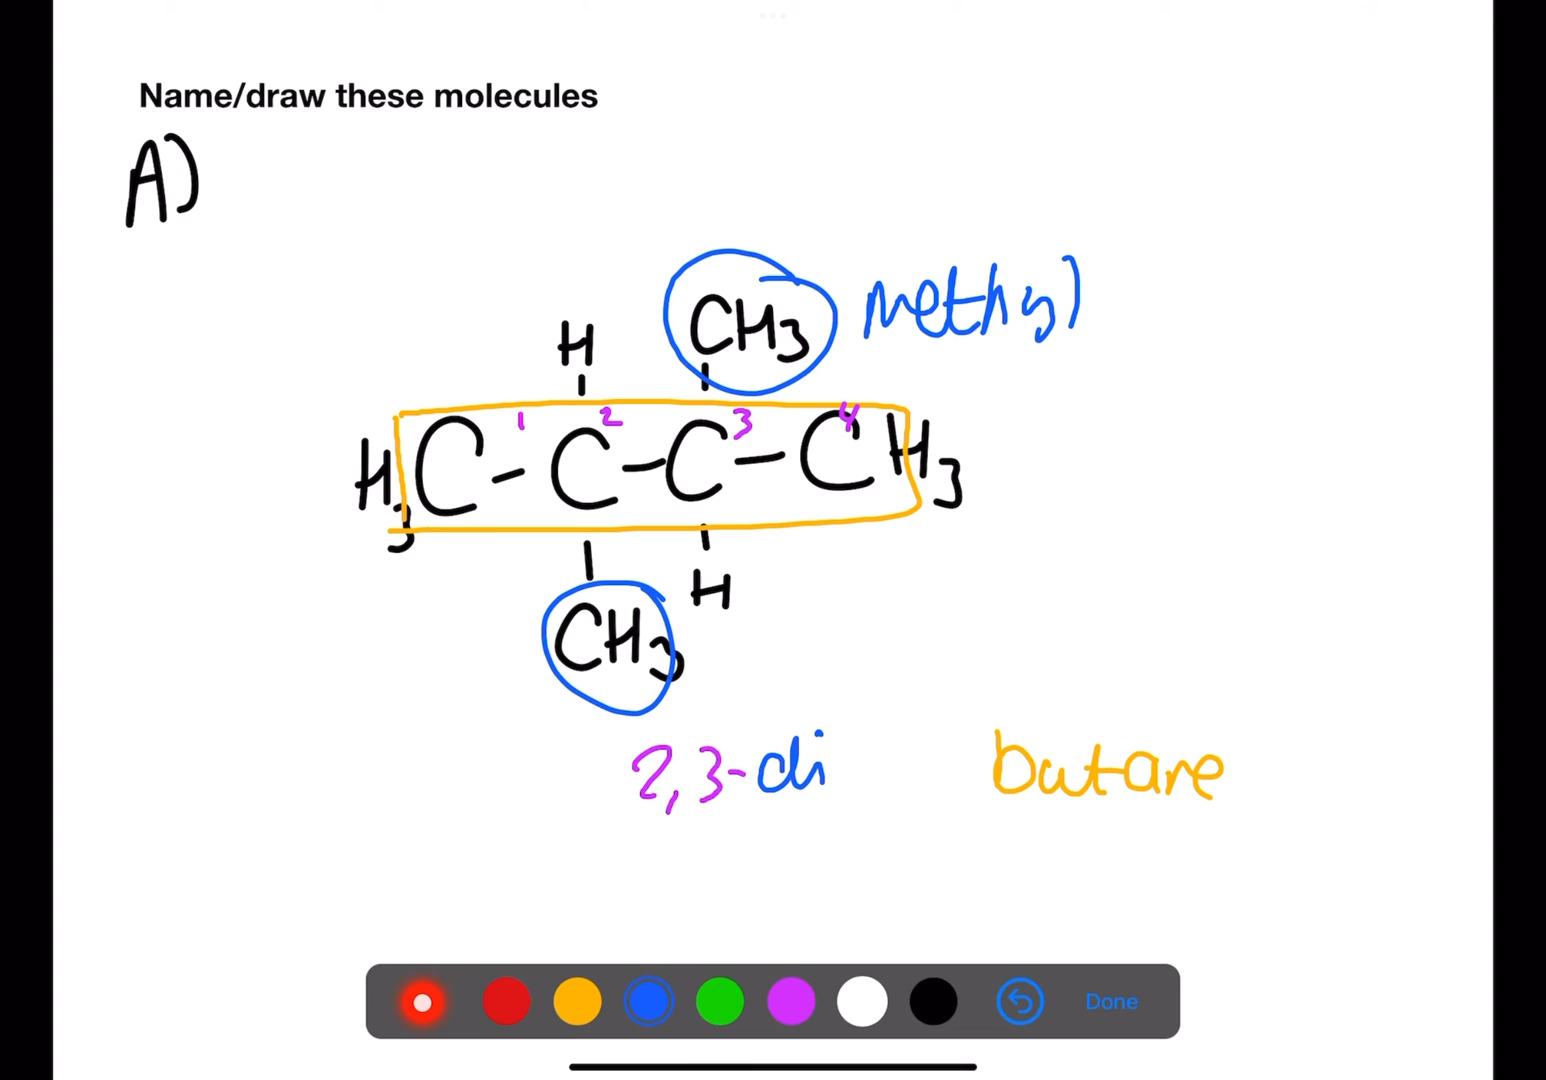 Name/draw these molecules
A)
CH3 methyl
H
1 2 3 4
H3C-C-C-CH3
H
CH3
2,3-di butane
Done